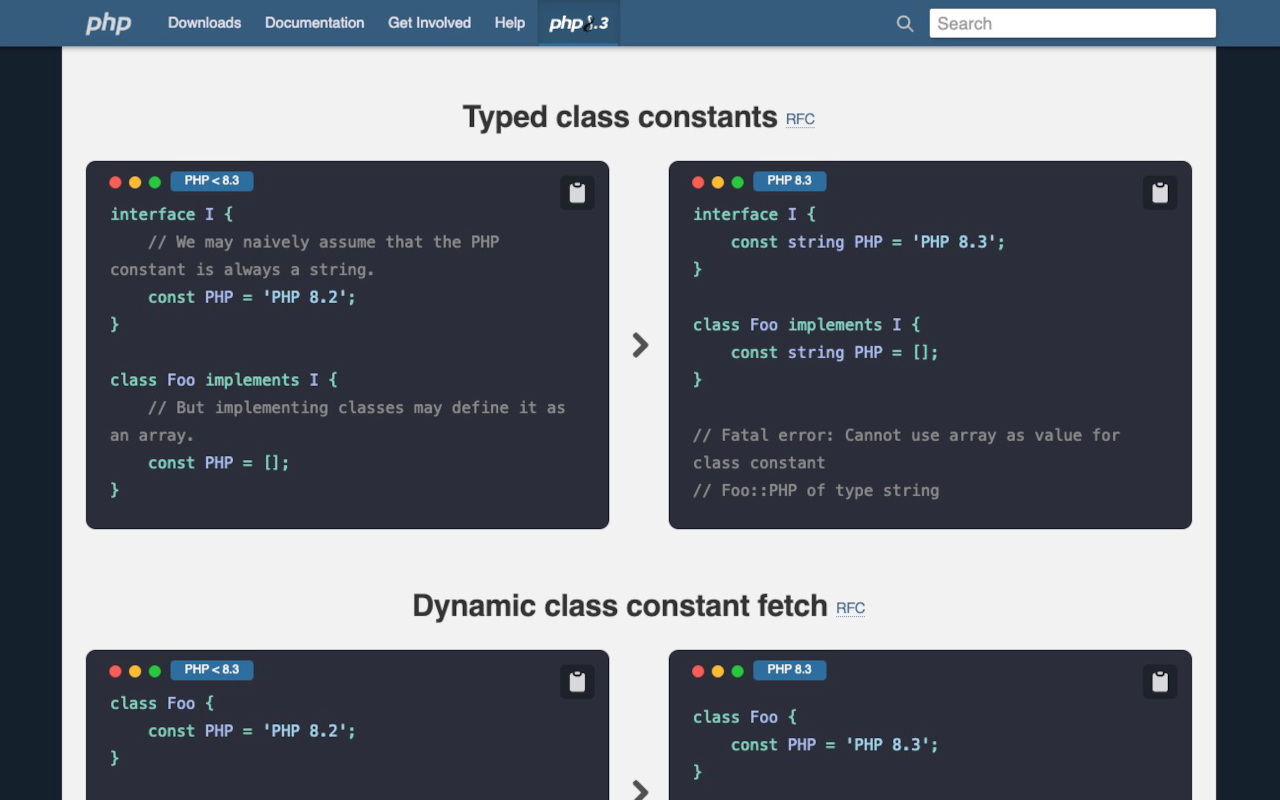 php Downloads Documentation Get Involved Help php8.3 Search
Typed class constants RFC
PHP < 8.3
interface I {
    // We may naively assume that the PHP
constant is always a string.
    const PHP = 'PHP 8.2';
}
class Foo implements I {
    // But implementing classes may define it as
an array.
    const PHP = [];
}
PHP 8.3
interface I {
    const string PHP = 'PHP 8.3';
}
class Foo implements I {
    const string PHP = [];
}
// Fatal error: Cannot use array as value for
class constant
// Foo::PHP of type string
Dynamic class constant fetch RFC
PHP < 8.3
class Foo {
    const PHP = 'PHP 8.2';
}
PHP 8.3
class Foo {
    const PHP = 'PHP 8.3';
}